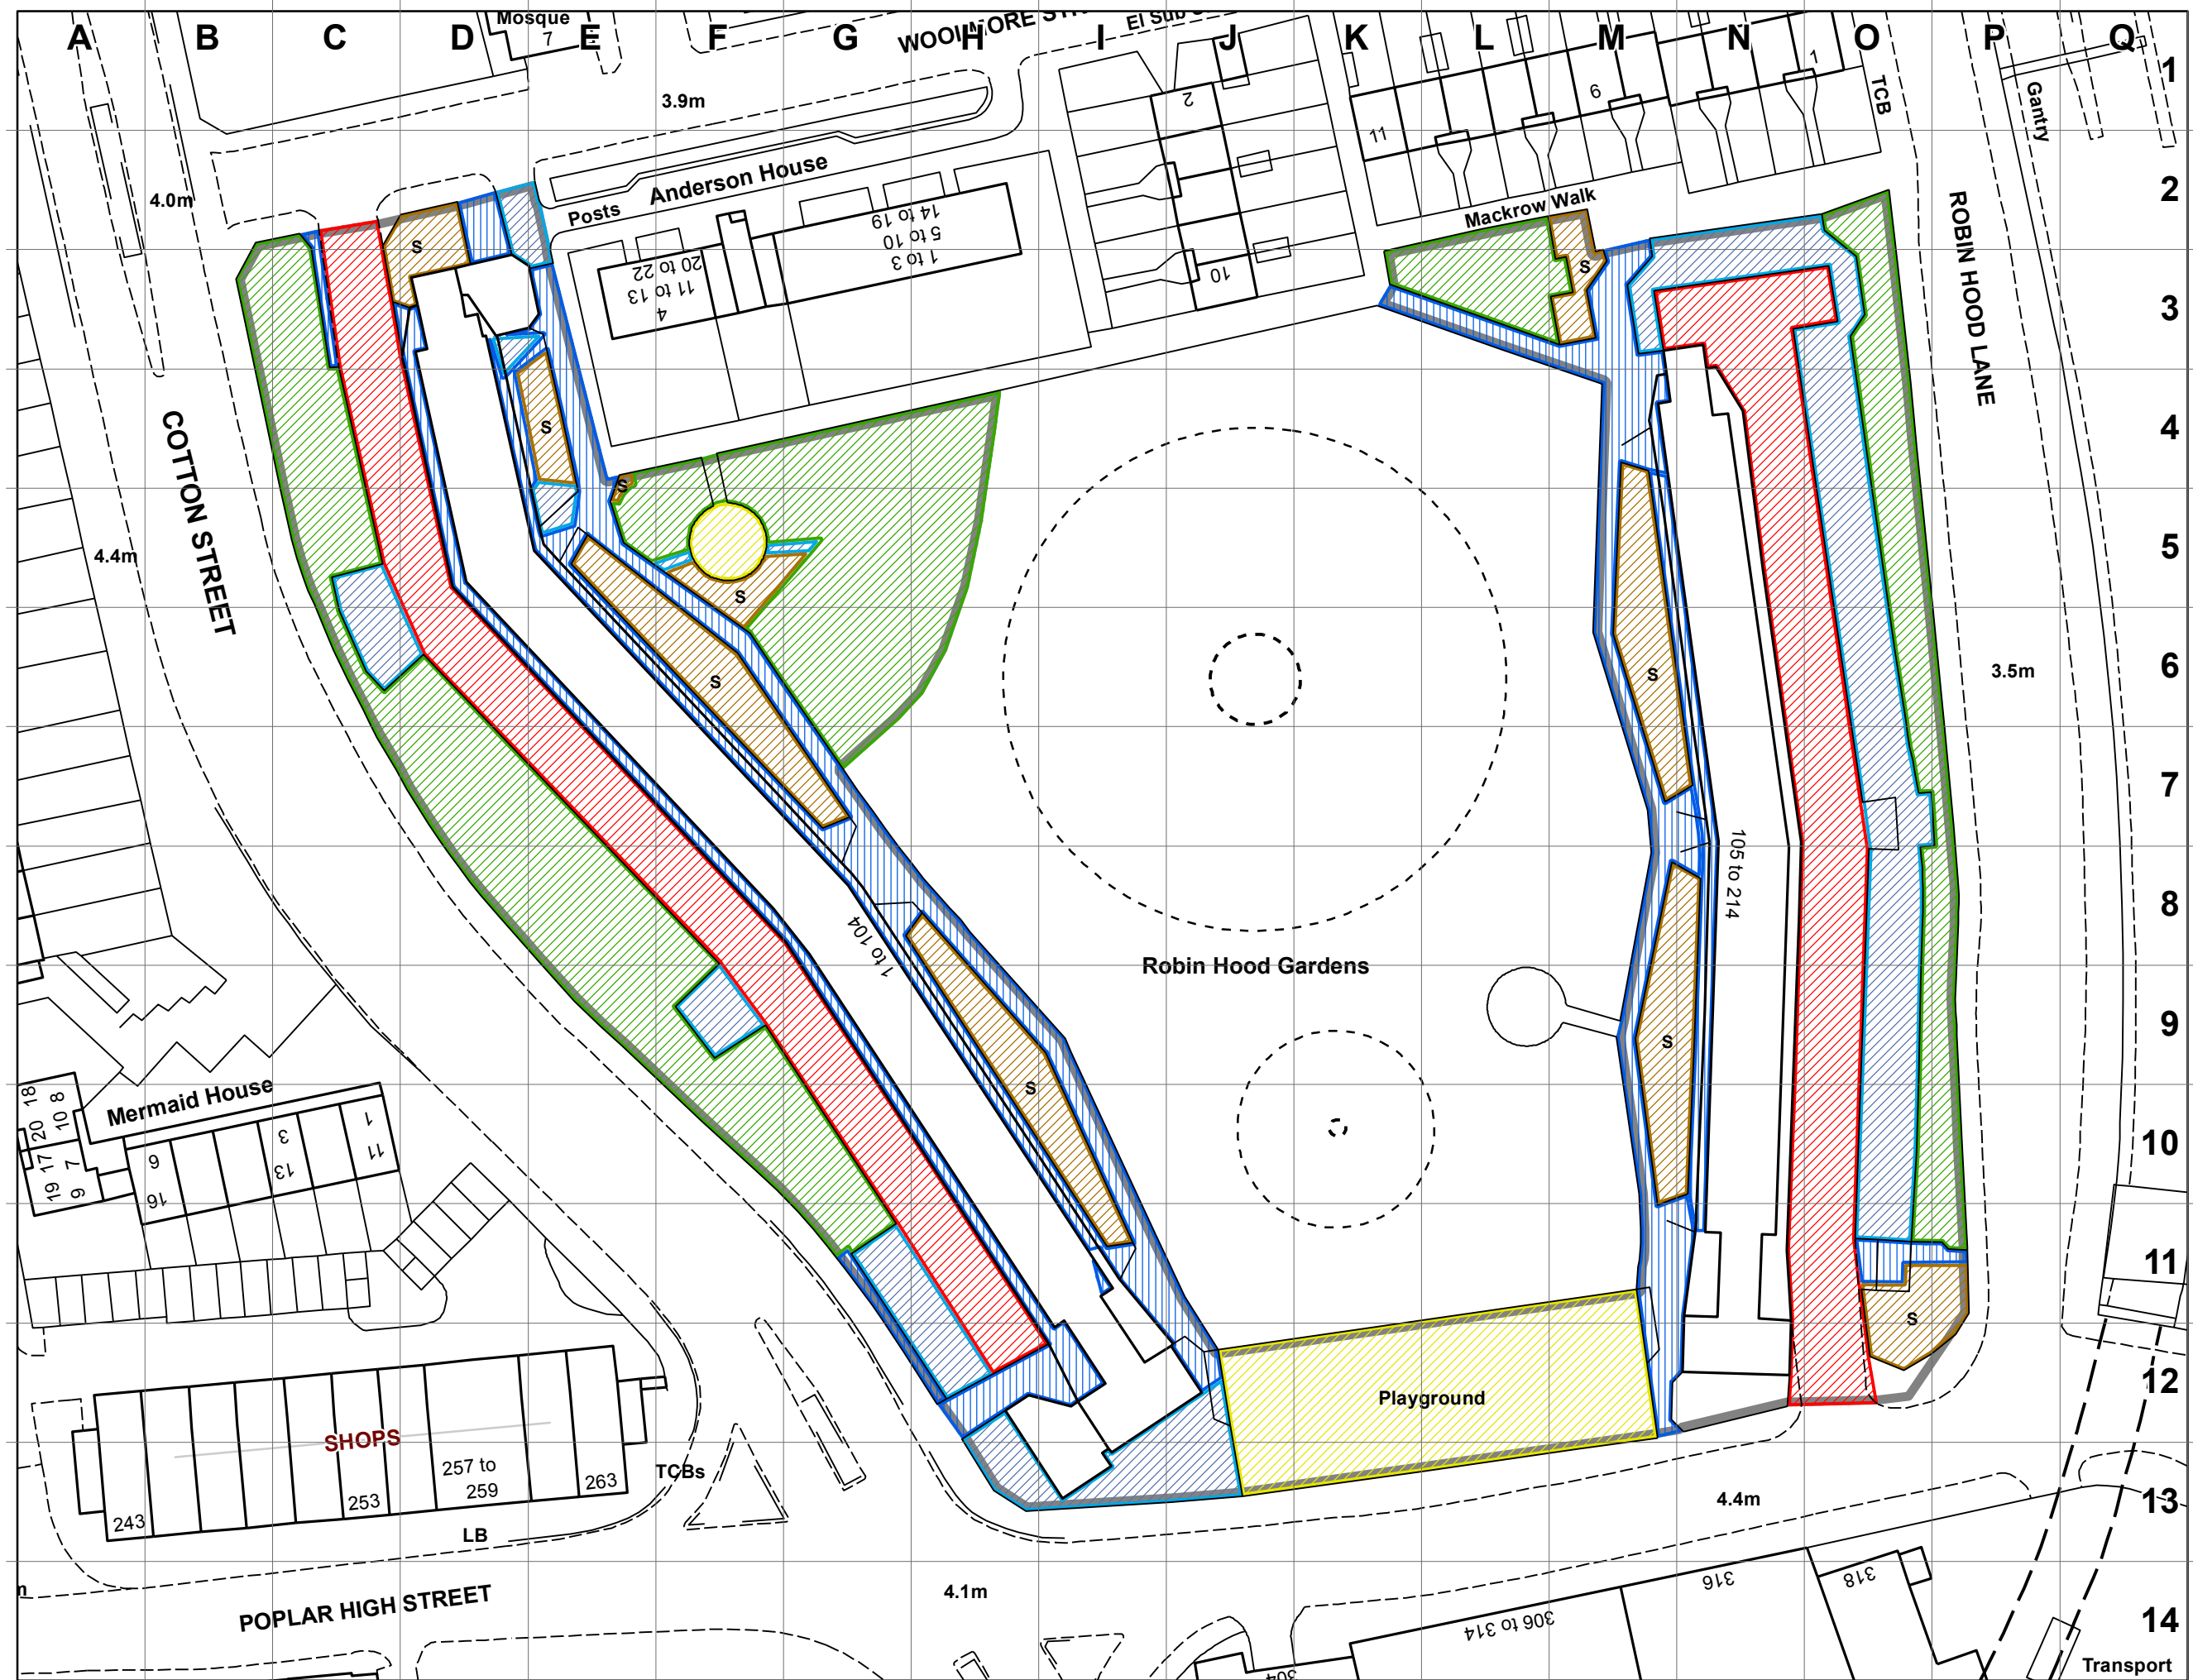 A B C D E F G H I J K L M N O P Q
Mosque
7
El Sub
1
3.9m
2
11
9
1
TCB
Gantry
4.0m
Anderson House
Posts
14 to 19
5 to 10
1 to 3
20 to 22
11 to 13
4
10
Mackrow Walk
2
ROBIN HOOD LANE
S
S
3
COTTON STREET
S
4
S
4.4m
5
S
S
S
3.5m
6
7
105 to 214
1 to 104
8
Robin Hood Gardens
S
9
S
Mermaid House
18
20
17
19
10 8
7
9
6
16
3
13
1
11
10
11
S
Playground
12
SHOPS
257 to
259
263
253
243
TCBs
LB
4.4m
13
POPLAR HIGH STREET
4.1m
306 to 314
316
318
304
14
Transport